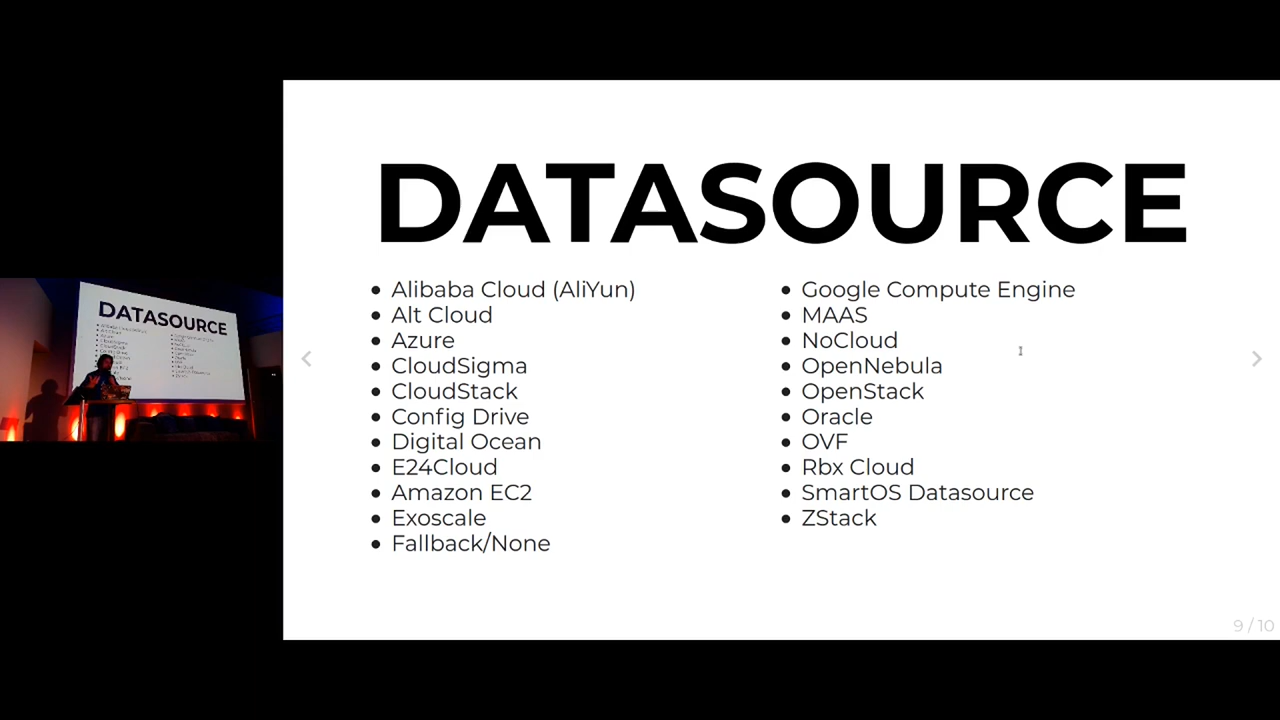 DATASOURCE
Alibaba Cloud (AliYun)
Alt Cloud
Azure
CloudSigma
CloudStack
Config Drive
Digital Ocean
E24Cloud
Amazon EC2
Exoscale
Fallback/None
Google Compute Engine
MAAS
NoCloud
OpenNebula
OpenStack
Oracle
OVF
Rbx Cloud
SmartOS Datasource
ZStack
9 / 10
DATASOURCE